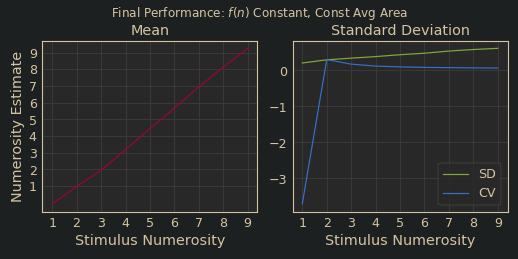 Final Performance: f(n) Constant, Const Avg Area
Mean
Standard Deviation
Numerosity Estimate
9
8
7
6
5
4
3
2
1
1 2 3 4 5 6 7 8 9
Stimulus Numerosity
0
−1
−2
−3
SD
CV
1 2 3 4 5 6 7 8 9
Stimulus Numerosity